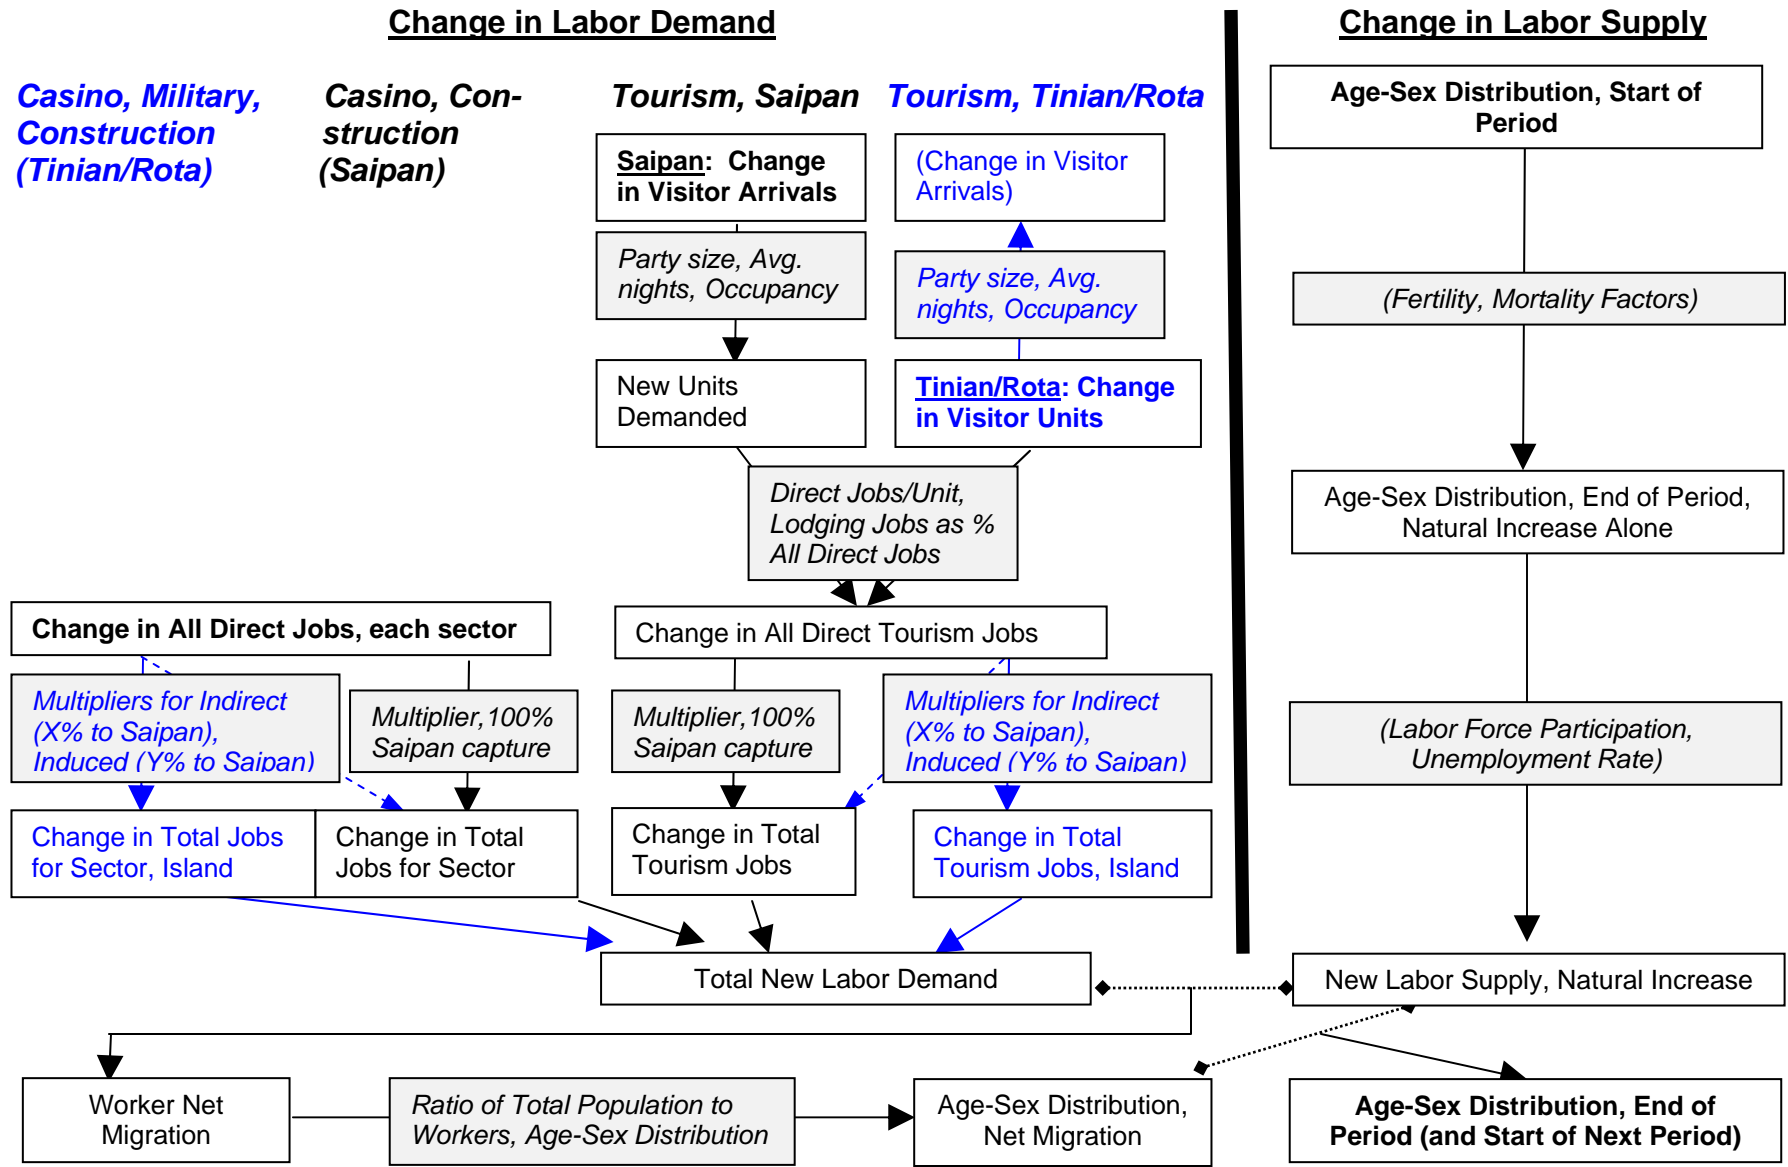 Change in Labor Demand
Change in Labor Supply
Casino, Military,
Construction
(Tinian/Rota)
Casino, Con-
struction
(Saipan)
Tourism, Saipan
Tourism, Tinian/Rota
Saipan: Change
in Visitor Arrivals
(Change in Visitor
Arrivals)
Party size, Avg.
nights, Occupancy
Party size, Avg.
nights, Occupancy
New Units
Demanded
Tinian/Rota: Change
in Visitor Units
Direct Jobs/Unit,
Lodging Jobs as %
All Direct Jobs
Change in All Direct Jobs, each sector
Change in All Direct Tourism Jobs
Multipliers for Indirect
(X% to Saipan),
Induced (Y% to Saipan)
Multiplier,100%
Saipan capture
Multiplier,100%
Saipan capture
Multipliers for Indirect
(X% to Saipan),
Induced (Y% to Saipan)
Change in Total Jobs
for Sector, Island
Change in Total
Jobs for Sector
Change in Total
Tourism Jobs
Change in Total
Tourism Jobs, Island
Total New Labor Demand
Age-Sex Distribution, Start of
Period
(Fertility, Mortality Factors)
Age-Sex Distribution, End of Period,
Natural Increase Alone
(Labor Force Participation,
Unemployment Rate)
New Labor Supply, Natural Increase
Worker Net
Migration
Ratio of Total Population to
Workers, Age-Sex Distribution
Age-Sex Distribution,
Net Migration
Age-Sex Distribution, End of
Period (and Start of Next Period)